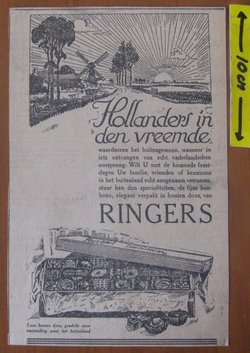 10 cm
Hollanders in
den vreemde.
waardeeren het buitengewoon, wanneer ze
iets ontvangen van echt vaderlandschen
oorsprong. Wilt U met de komende feest-
dagen Uw familie, vrienden of kennissen
in het buitenland echt aangenaam verrassen,
stuur hen dan specialiteiten, de fijne bon-
bons, elegant verpakt in houten doos, van
RINGERS
Luxe houten doos, geschikt voor
verzending naar het buitenland